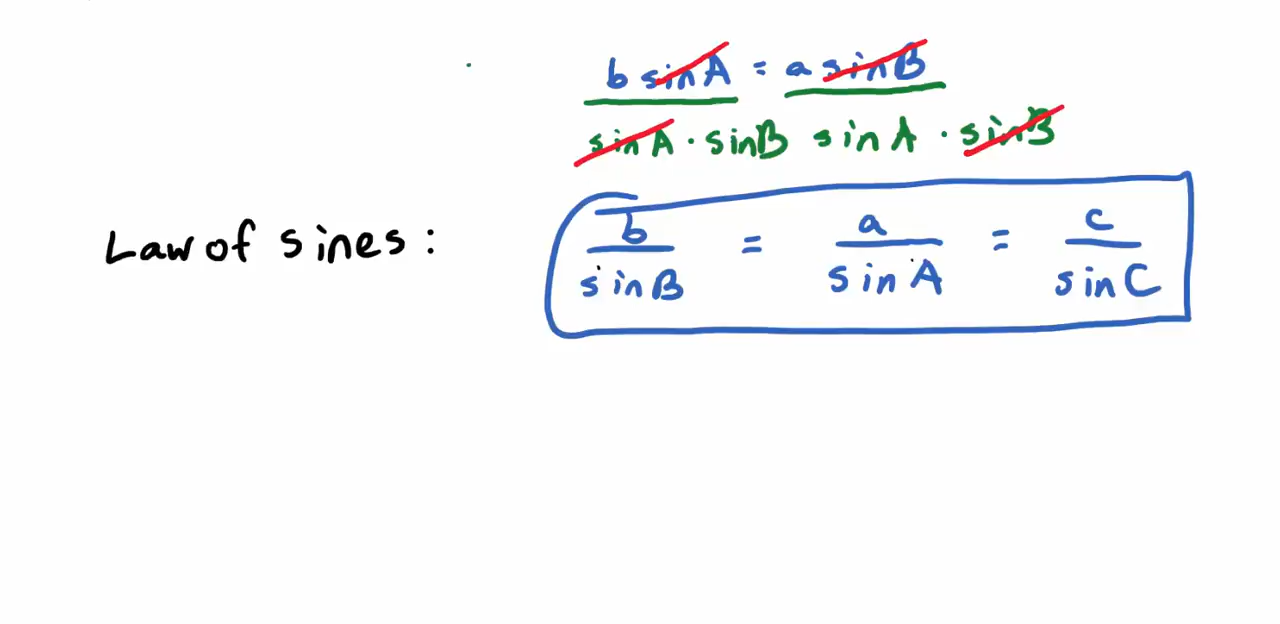 b sinA = a sinB
sinA · sinB sinA · sinB
Law of sines : b/sinB = a/sinA = c/sinC